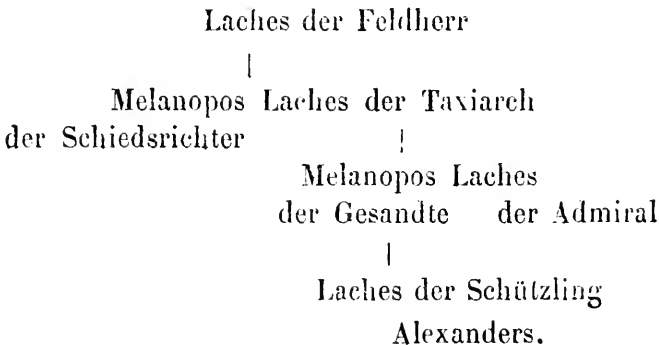 Laches der Feldherr
Melanopos Laches der Taxiarch
der Schiedsrichter
Melanopos Laches
der Gesandte der Admiral
Laches der Schützling
Alexanders.